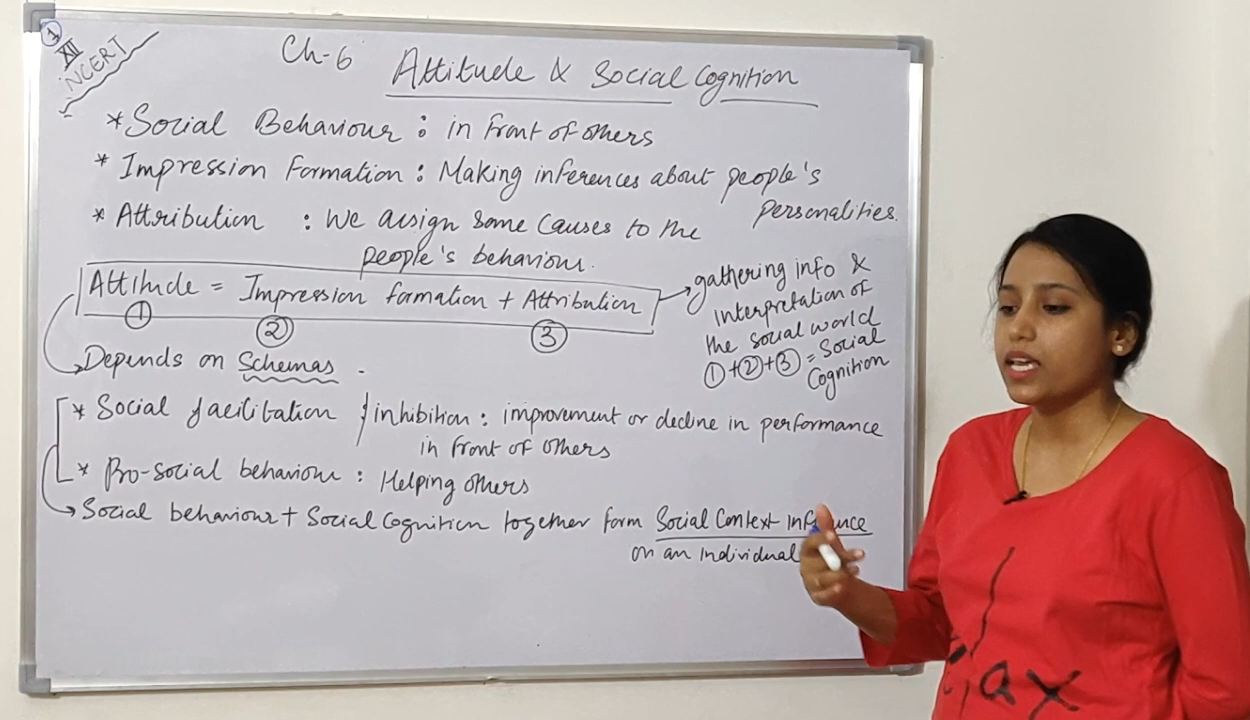 1
XII
NCERT
Ch-6 Attitude & Social Cognition
* Social Behaviour : in front of others
* Impression Formation : Making inferences about people's
personalities.
* Attribution : We assign some causes to the
people's behaviour.
Attitude = Impression formation + Attribution
1 2 3
gathering info &
interpretation of
the social world
1+2+3 = Social
Cognition
Depends on Schemas .
* Social facilitation / inhibition : improvement or decline in performance
in front of others
* Pro-social behaviour : Helping others
Social behaviour + Social Cognition together form Social Context
on an individual